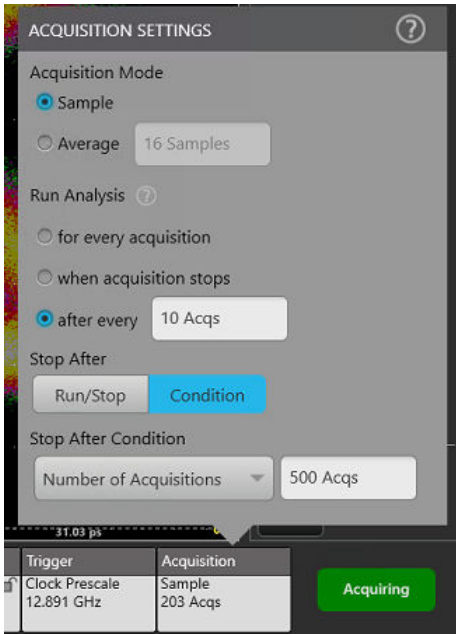 ACQUISITION SETTINGS
?
Acquisition Mode
Sample
Average 16 Samples
Run Analysis ?
for every acquisition
when acquisition stops
after every 10 Acqs
Stop After
Run/Stop Condition
Stop After Condition
Number of Acquisitions 500 Acqs
31.03 ps
Trigger
Clock Prescale
12.891 GHz
Acquisition
Sample
203 Acqs
Acquiring